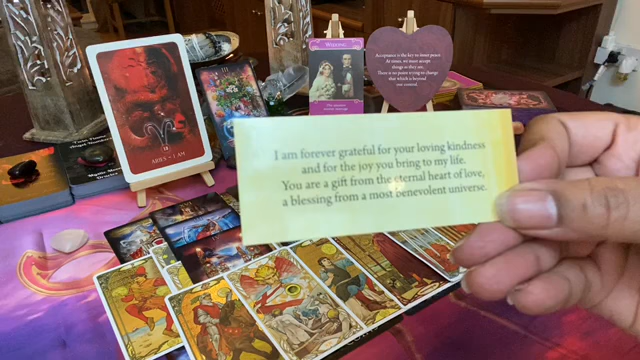 WEDDING
Acceptance is the key to inner peace
At times, we must accept
things as they are.
There is no point trying to change
that which is beyond
our control.
III
ARIES - I AM
I am forever grateful for your loving kindness
and for the joy you bring to my life.
You are a gift from the eternal heart of love,
a blessing from a most benevolent universe.